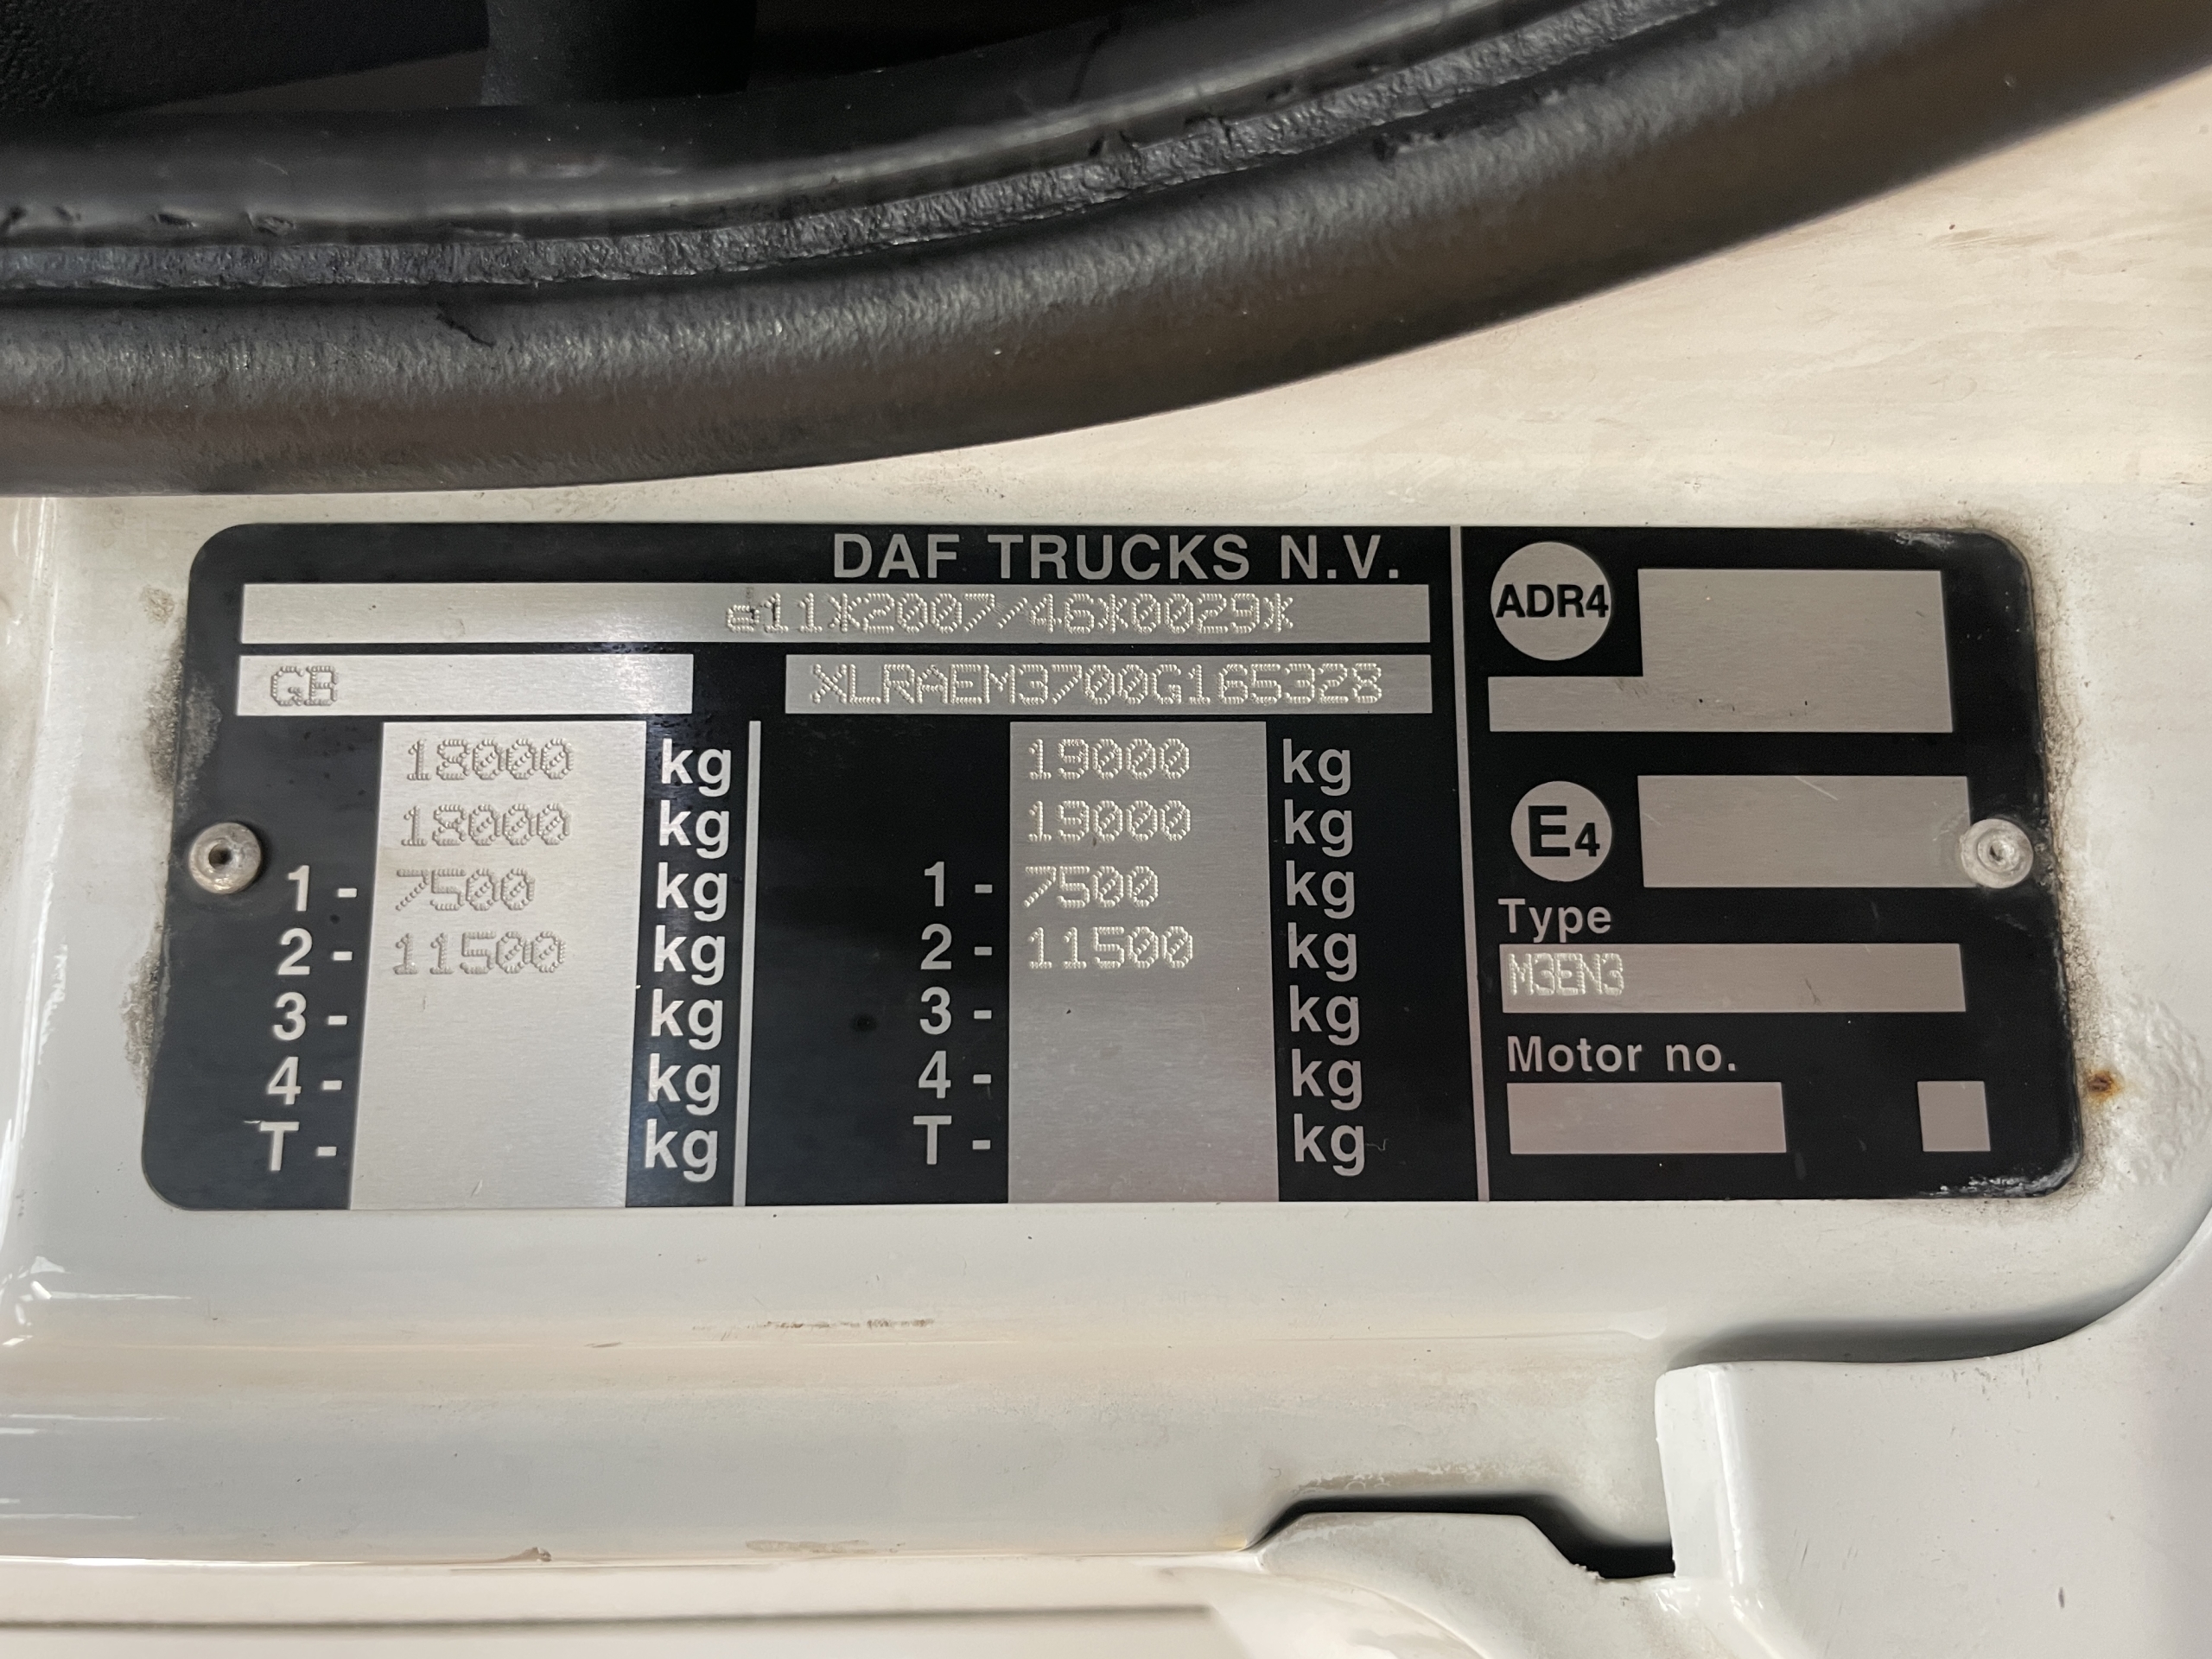 DAF TRUCKS N.V.
e11*2007/46*0029*
GB
XLRAEM3700G165328
18000 kg
18000 kg
1 - 7500 kg
2 - 11500 kg
3 - kg
4 - kg
T - kg
19000 kg
19000 kg
1 - 7500 kg
2 - 11500 kg
3 - kg
4 - kg
T - kg
ADR4
E4
Type
M3EN3
Motor no.